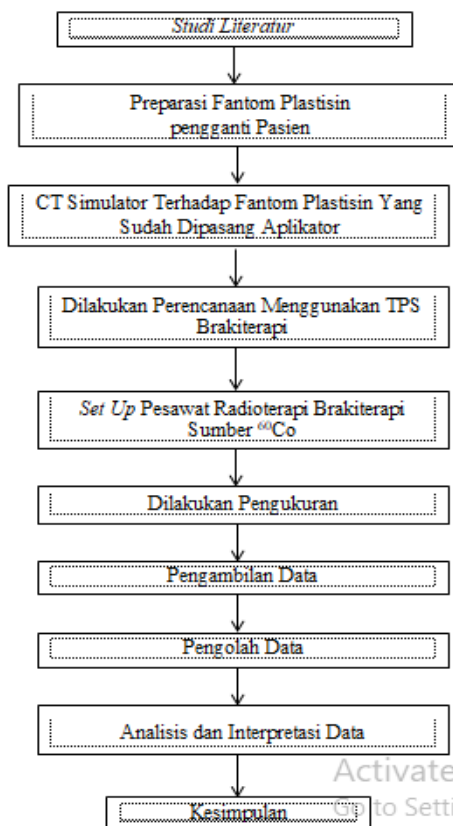 Studi Literatur
Preparasi Fantom Plastisin
pengganti Pasien
CT Simulator Terhadap Fantom Plastisin Yang
Sudah Dipasang Aplikator
Dilakukan Perencanaan Menggunakan TPS
Brakiterapi
Set Up Pesawat Radioterapi Brakiterapi
Sumber ⁶⁰Co
Dilakukan Pengukuran
Pengambilan Data
Pengolah Data
Analisis dan Interpretasi Data
Activate
Kesimpulan
Go to Setti